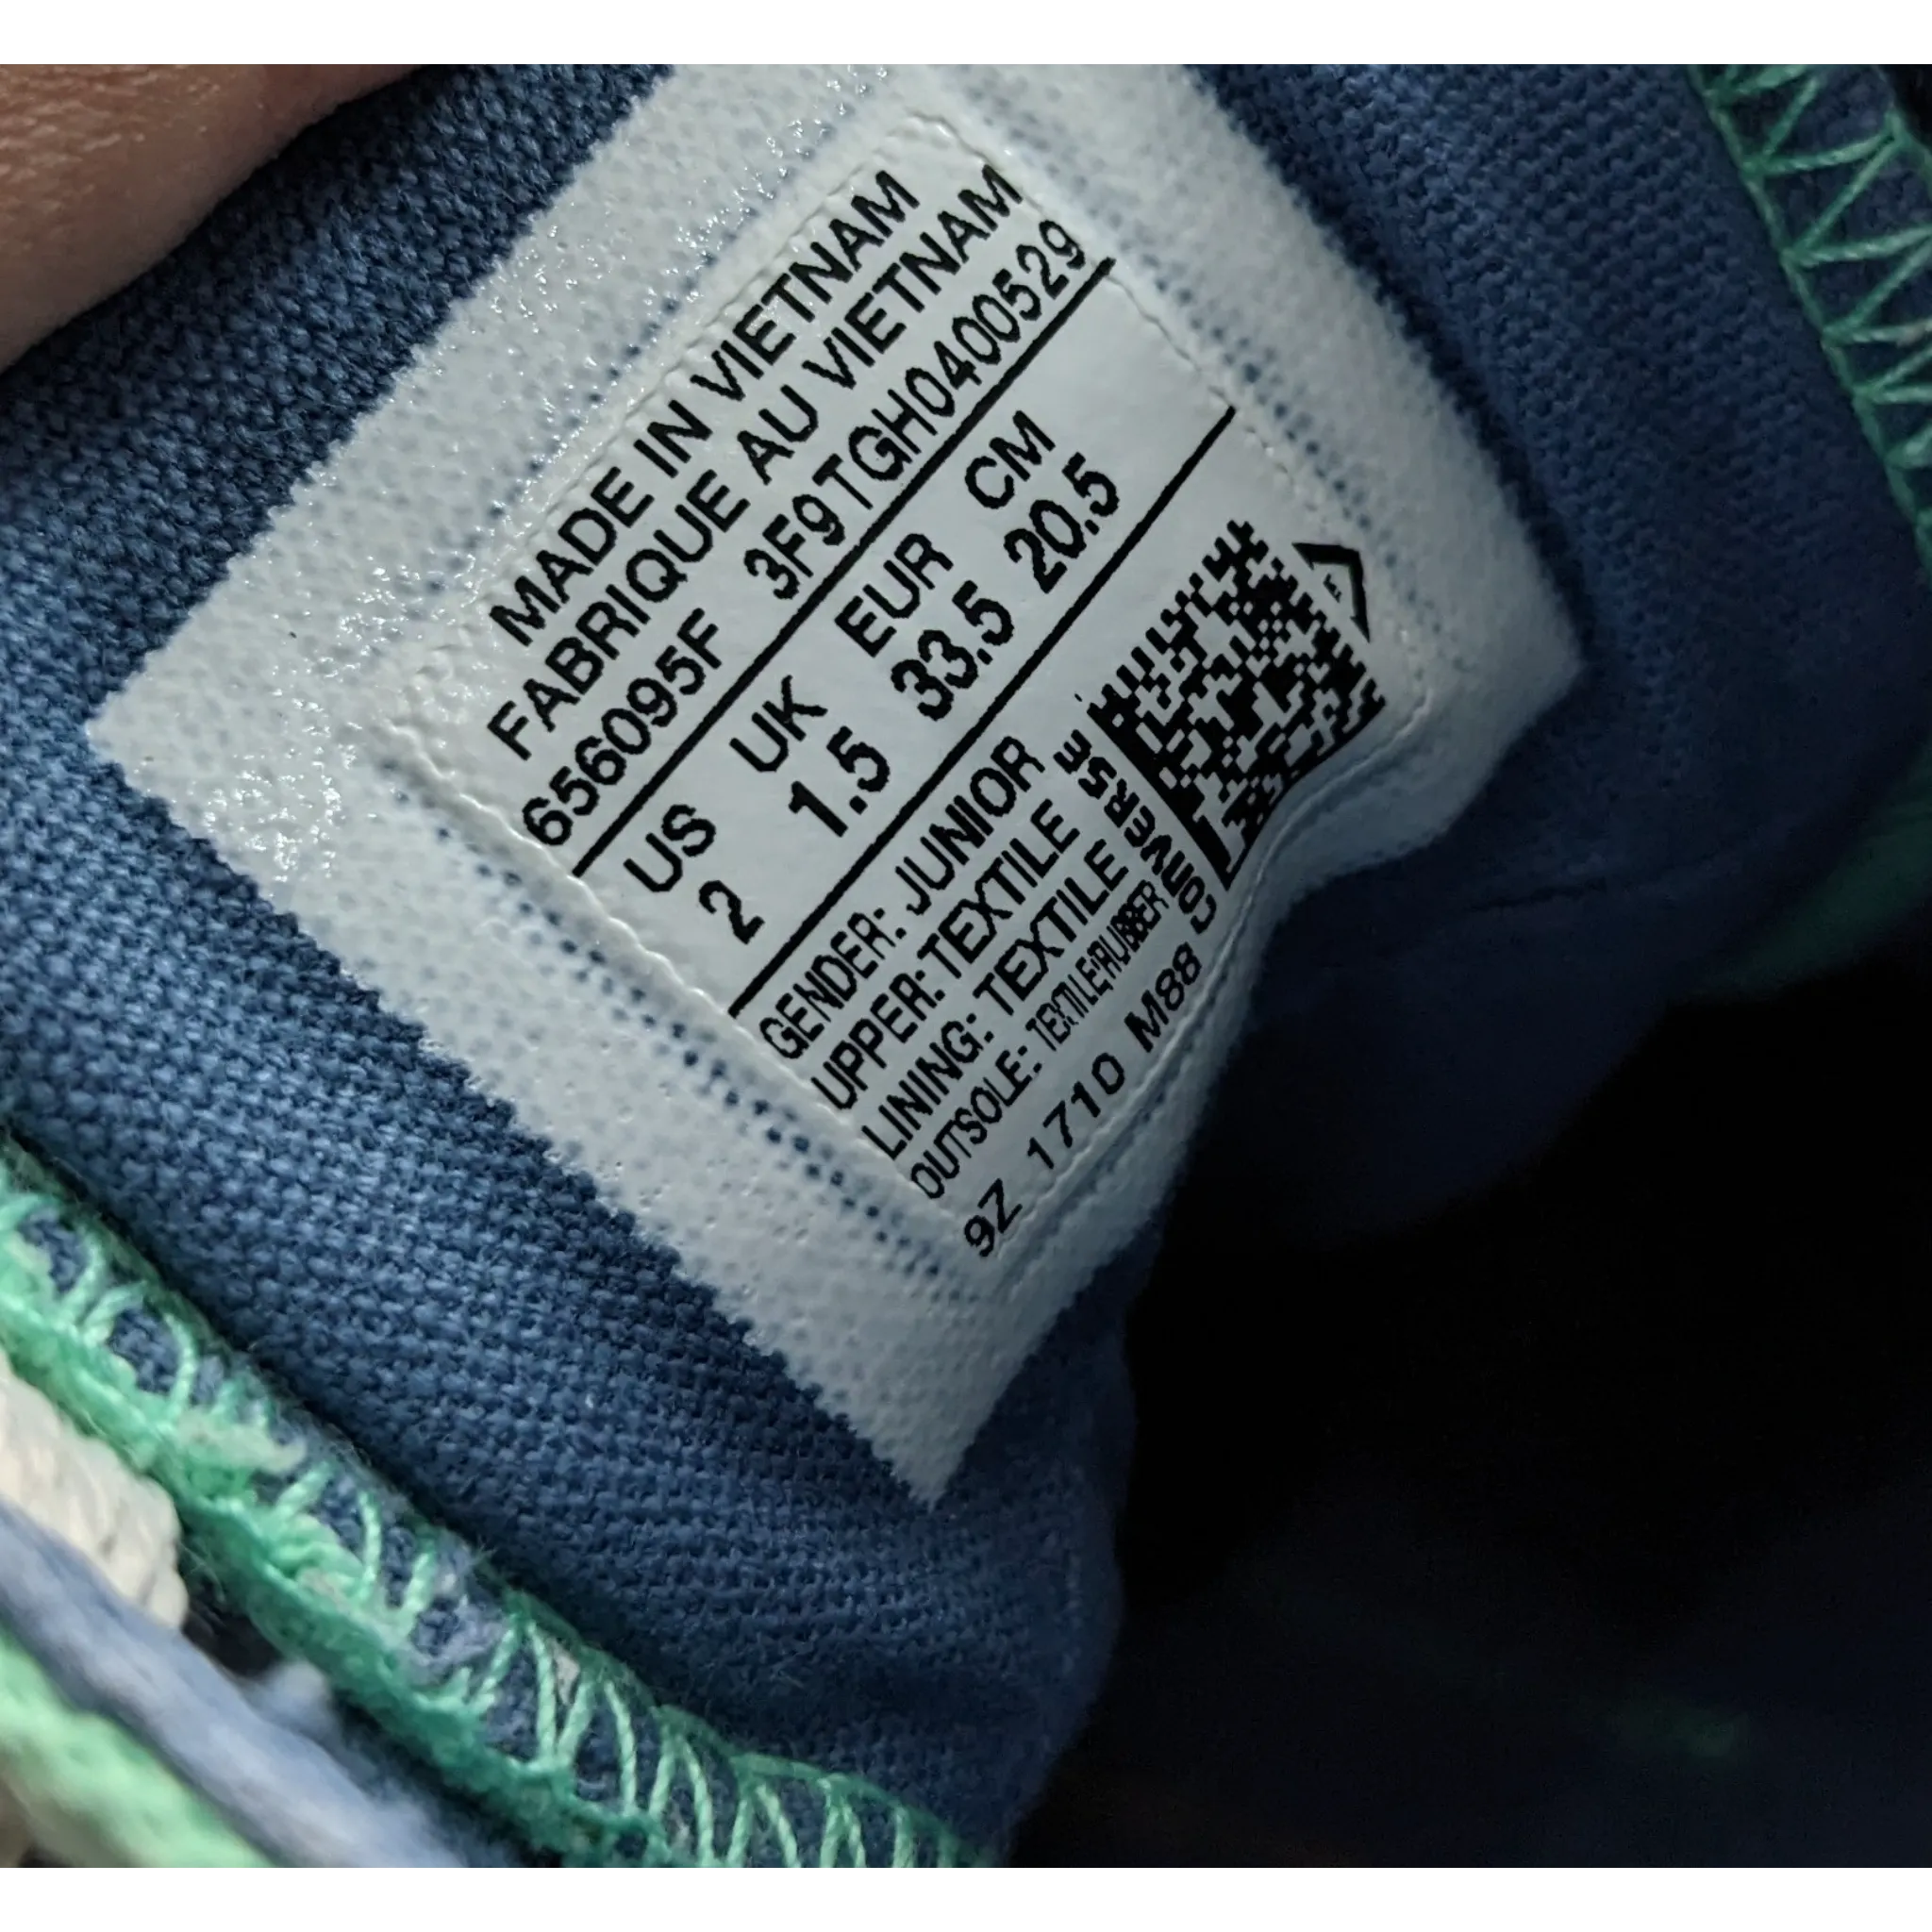 MADE IN VIETNAM
FABRIQUE AU VIETNAM
656095F 3F9TGH0400529
US UK EUR CM
2 1.5 33.5 20.5
GENDER: JUNIOR
UPPER: TEXTILE
LINING: TEXTILE
OUTSOLE: TEXTILE/RUBBER
9Z 1710 M88
CONVERSE